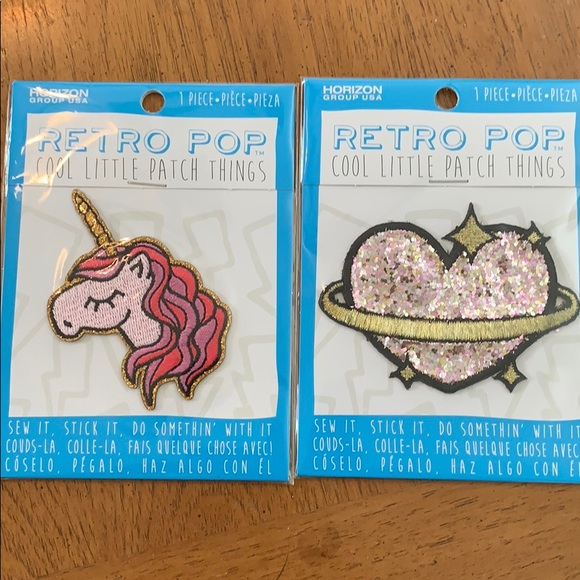 HORIZON
GROUP USA
1 PIECE•PIÈCE•PIEZA
RETRO POP™
COOL LITTLE PATCH THINGS
SEW IT, STICK IT, DO SOMETHIN' WITH IT
COUDS-LA, COLLE-LA, FAIS QUELQUE CHOSE AVEC!
CÓSELO, PÉGALO, HAZ ALGO CON ÉL
HORIZON
GROUP USA
1 PIECE•PIÈCE•PIEZA
RETRO POP™
COOL LITTLE PATCH THINGS
SEW IT, STICK IT, DO SOMETHIN' WITH IT
COUDS-LA, COLLE-LA, FAIS QUELQUE CHOSE AVEC!
CÓSELO, PÉGALO, HAZ ALGO CON ÉL